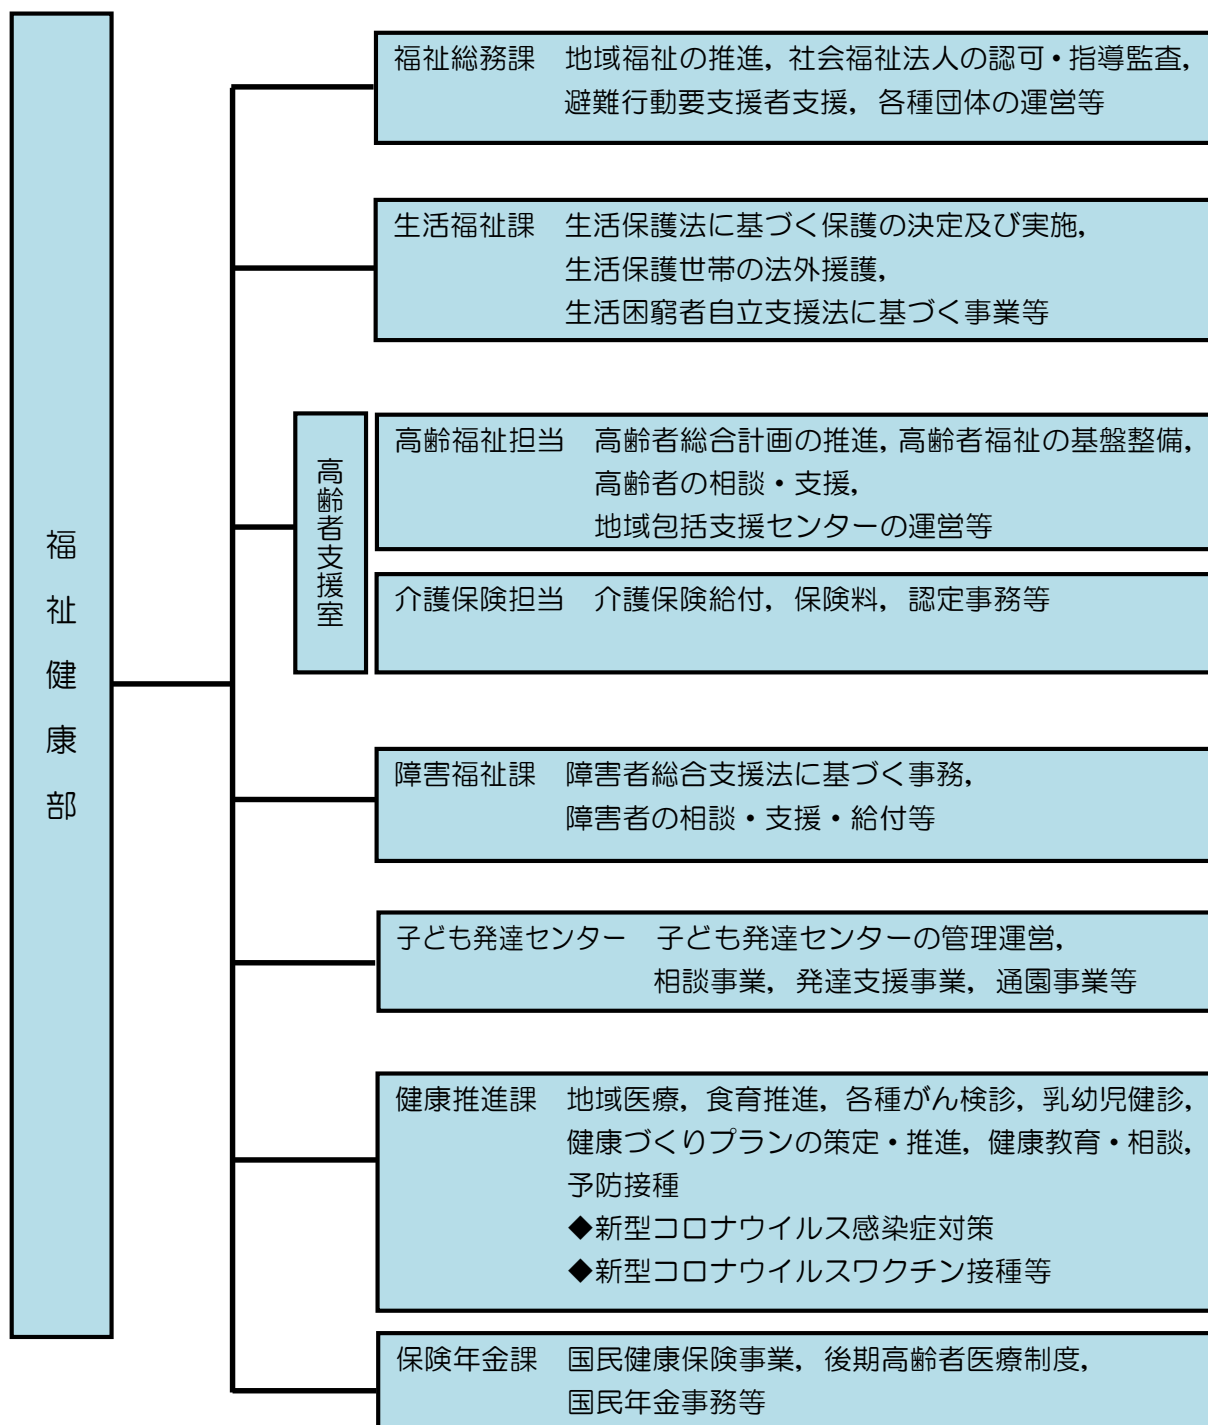 福祉健康部
福祉総務課　地域福祉の推進，社会福祉法人の認可・指導監査，
避難行動要支援者支援，各種団体の運営等
生活福祉課　生活保護法に基づく保護の決定及び実施，
生活保護世帯の法外援護，
生活困窮者自立支援法に基づく事業等
高齢者支援室
高齢福祉担当　高齢者総合計画の推進，高齢者福祉の基盤整備，
高齢者の相談・支援，
地域包括支援センターの運営等
介護保険担当　介護保険給付，保険料，認定事務等
障害福祉課　障害者総合支援法に基づく事務，
障害者の相談・支援・給付等
子ども発達センター　子ども発達センターの管理運営，
相談事業，発達支援事業，通園事業等
健康推進課　地域医療，食育推進，各種がん検診，乳幼児健診，
健康づくりプランの策定・推進，健康教育・相談，
予防接種
◆新型コロナウイルス感染症対策
◆新型コロナウイルスワクチン接種等
保険年金課　国民健康保険事業，後期高齢者医療制度，
国民年金事務等